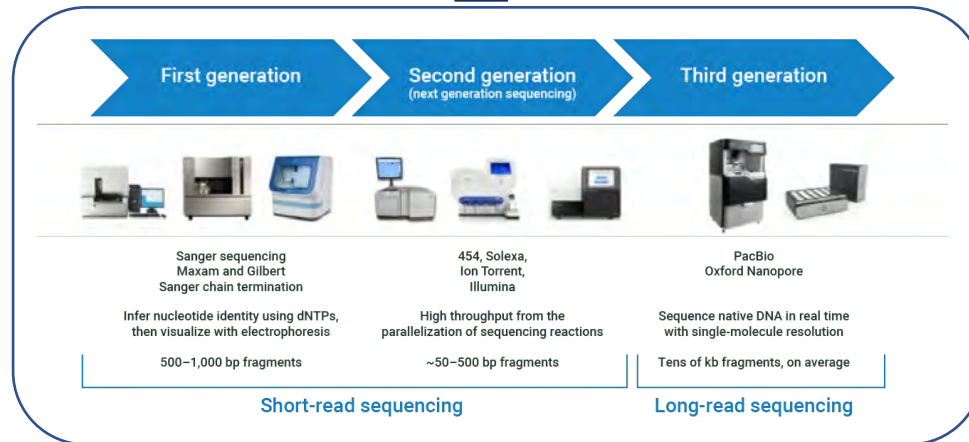 First generation
Second generation
(next generation sequencing)
Third generation
Sanger sequencing
Maxam and Gilbert
Sanger chain termination
454, Solexa,
Ion Torrent,
Illumina
PacBio
Oxford Nanopore
Infer nucleotide identity using dNTPs,
then visualize with electrophoresis
High throughput from the
parallelization of sequencing reactions
Sequence native DNA in real time
with single-molecule resolution
500–1,000 bp fragments
~50–500 bp fragments
Tens of kb fragments, on average
Short-read sequencing
Long-read sequencing